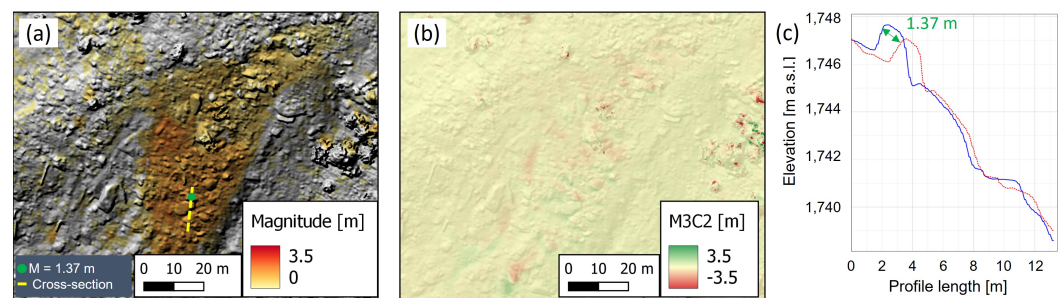 (a)
Magnitude [m]
3.5
0
M = 1.37 m
Cross-section
0 10 20 m
(b)
M3C2 [m]
3.5
-3.5
0 10 20 m
(c)
1.37 m
Elevation [m a.s.l.]
1,748
1,746
1,744
1,742
1,740
0 2 4 6 8 10 12
Profile length [m]